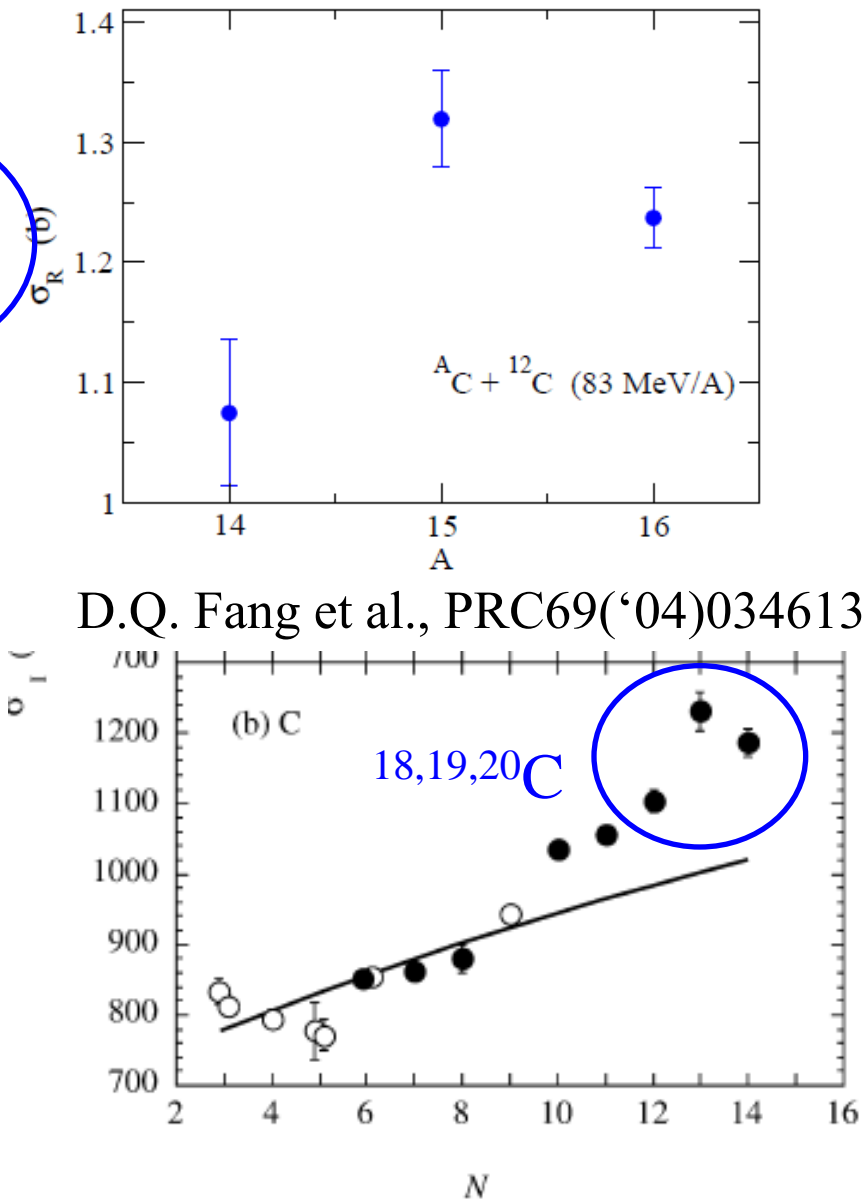 1.4
1.3
1.2
1.1
1
σR (b)
AC + 12C (83 MeV/A)
14 15 16
A
D.Q. Fang et al., PRC69(‘04)034613
σI (
700
1200
1100
1000
900
800
700
(b) C
18,19,20C
2 4 6 8 10 12 14 16
N